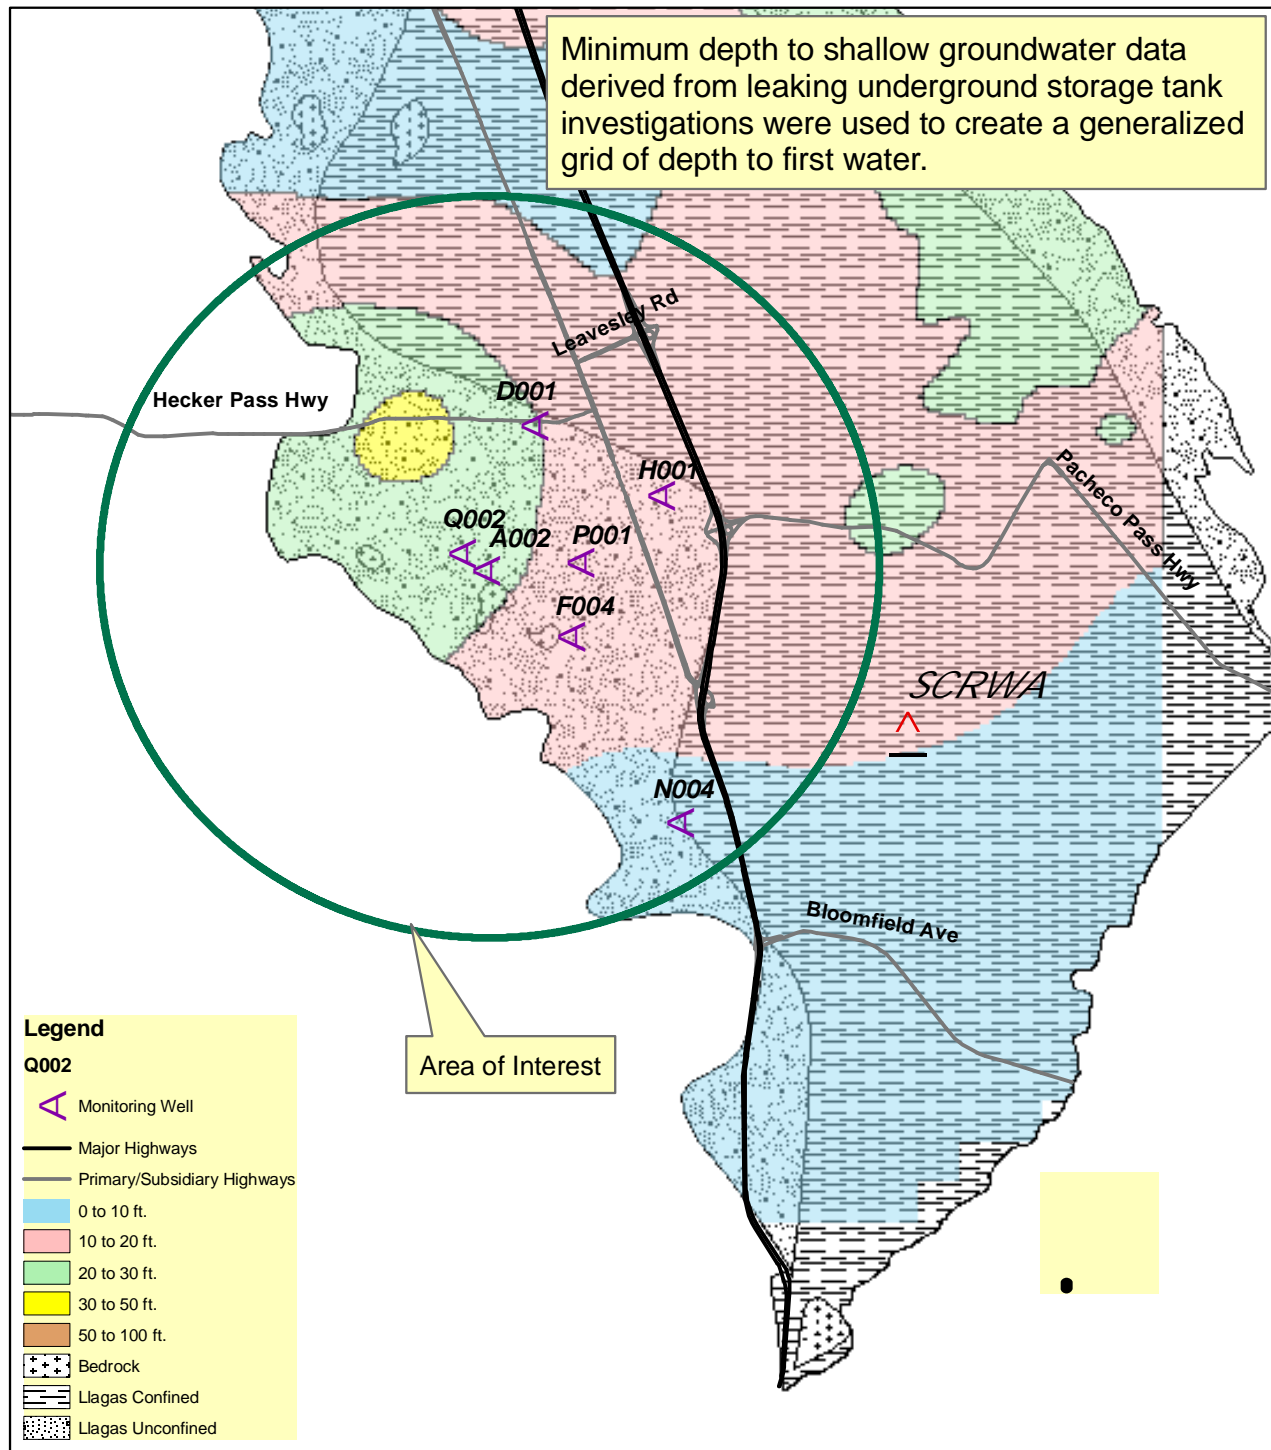 Minimum depth to shallow groundwater data
derived from leaking underground storage tank
investigations were used to create a generalized
grid of depth to first water.
Leavesley Rd
Hecker Pass Hwy
D001
H001
Pacheco Pass Hwy
Q002
A002
P001
F004
SCRWA
N004
Bloomfield Ave
Area of Interest
Legend
Q002
Monitoring Well
Major Highways
Primary/Subsidiary Highways
0 to 10 ft.
10 to 20 ft.
20 to 30 ft.
30 to 50 ft.
50 to 100 ft.
Bedrock
Llagas Confined
Llagas Unconfined